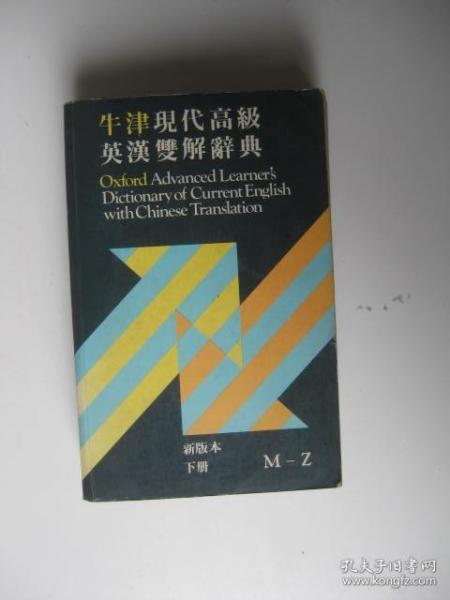 牛津現代高級
英漢雙解辭典
Oxford Advanced Learner's
Dictionary of Current English
with Chinese Translation
新版本
下册
M – Z
孔夫子旧书网
www.kongfz.com